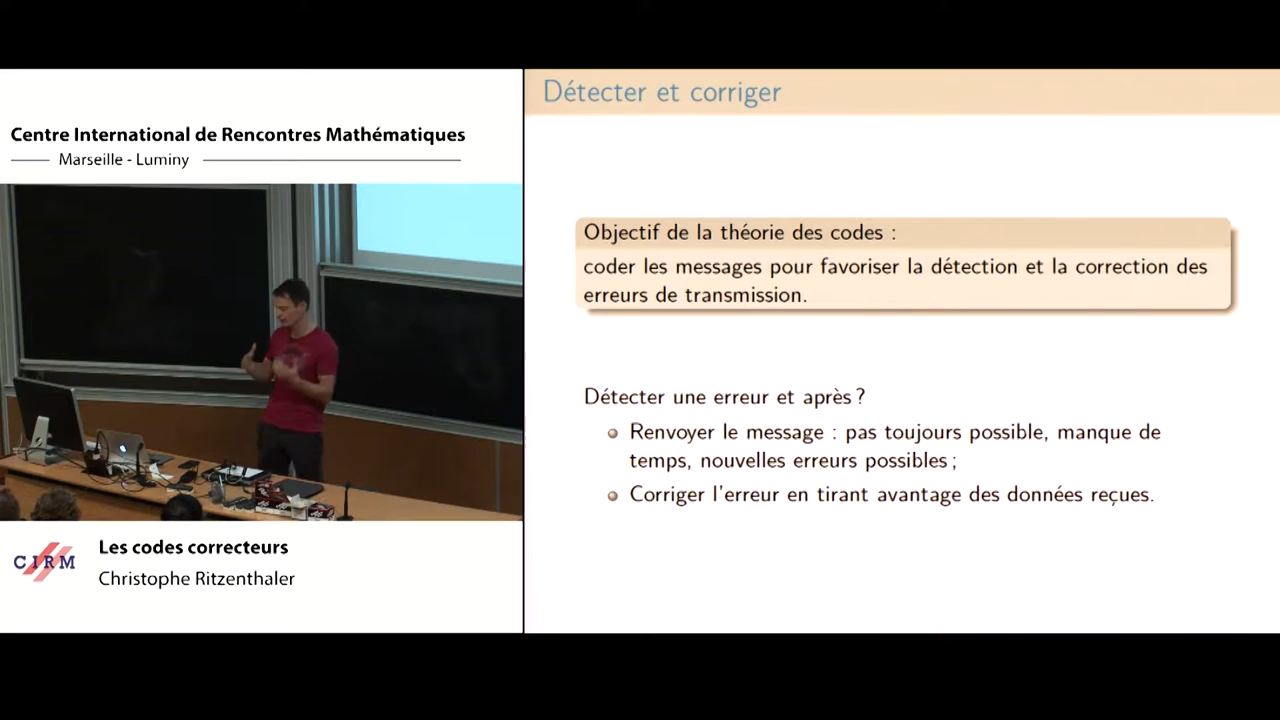 Centre International de Rencontres Mathématiques
Marseille - Luminy
CIRM
Les codes correcteurs
Christophe Ritzenthaler
Détecter et corriger
Objectif de la théorie des codes :
coder les messages pour favoriser la détection et la correction des
erreurs de transmission.
Détecter une erreur et après ?
Renvoyer le message : pas toujours possible, manque de
temps, nouvelles erreurs possibles ;
Corriger l'erreur en tirant avantage des données reçues.